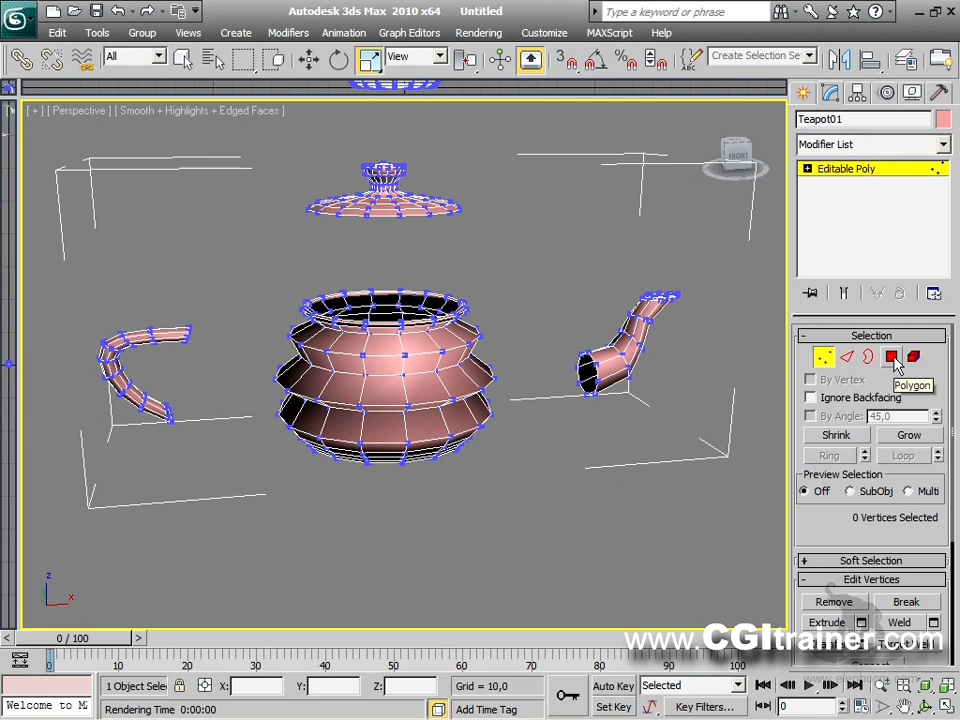 Autodesk 3ds Max 2010 x64 Untitled
Type a keyword or phrase
Edit Tools Group Views Create Modifiers Animation Graph Editors Rendering Customize MAXScript Help
All View Create Selection Se
[ + ] [ Perspective ] [ Smooth + Highlights + Edged Faces ]
FRONT
Teapot01
Modifier List
Editable Poly
Selection
Polygon
By Vertex
Ignore Backfacing
By Angle: 45,0
Shrink Grow
Ring Loop
Preview Selection
Off SubObj Multi
0 Vertices Selected
Soft Selection
Edit Vertices
Remove Break
Extrude Weld
z
x
0 / 100
www.CGItrainer.com
0 10 20 30 40 50 60 70 80 90 100
1 Object Selec X: Y: Z: Grid = 10,0 Auto Key Selected
Welcome to M Rendering Time 0:00:00 Add Time Tag Set Key Key Filters... 0